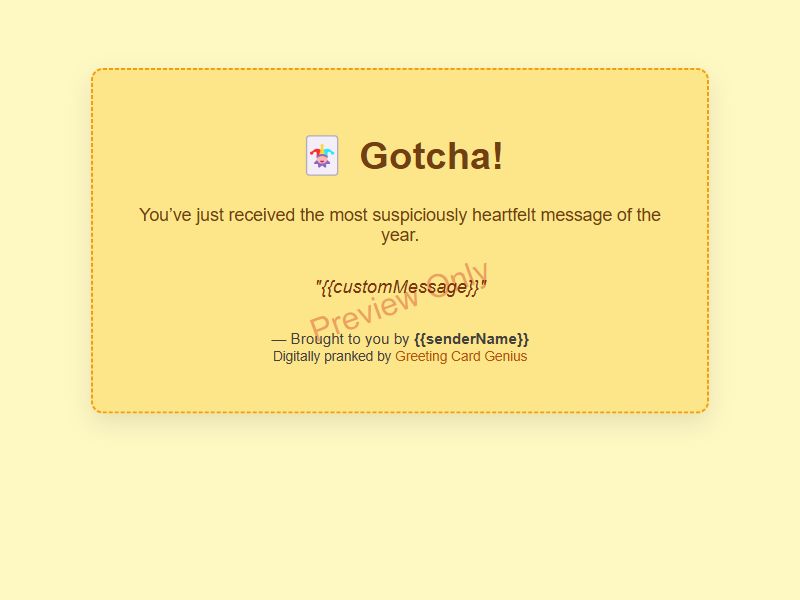 🃏 Gotcha!
You’ve just received the most suspiciously heartfelt message of the
year.
"{{customMessage}}"
Preview Only
— Brought to you by {{senderName}}
Digitally pranked by Greeting Card Genius